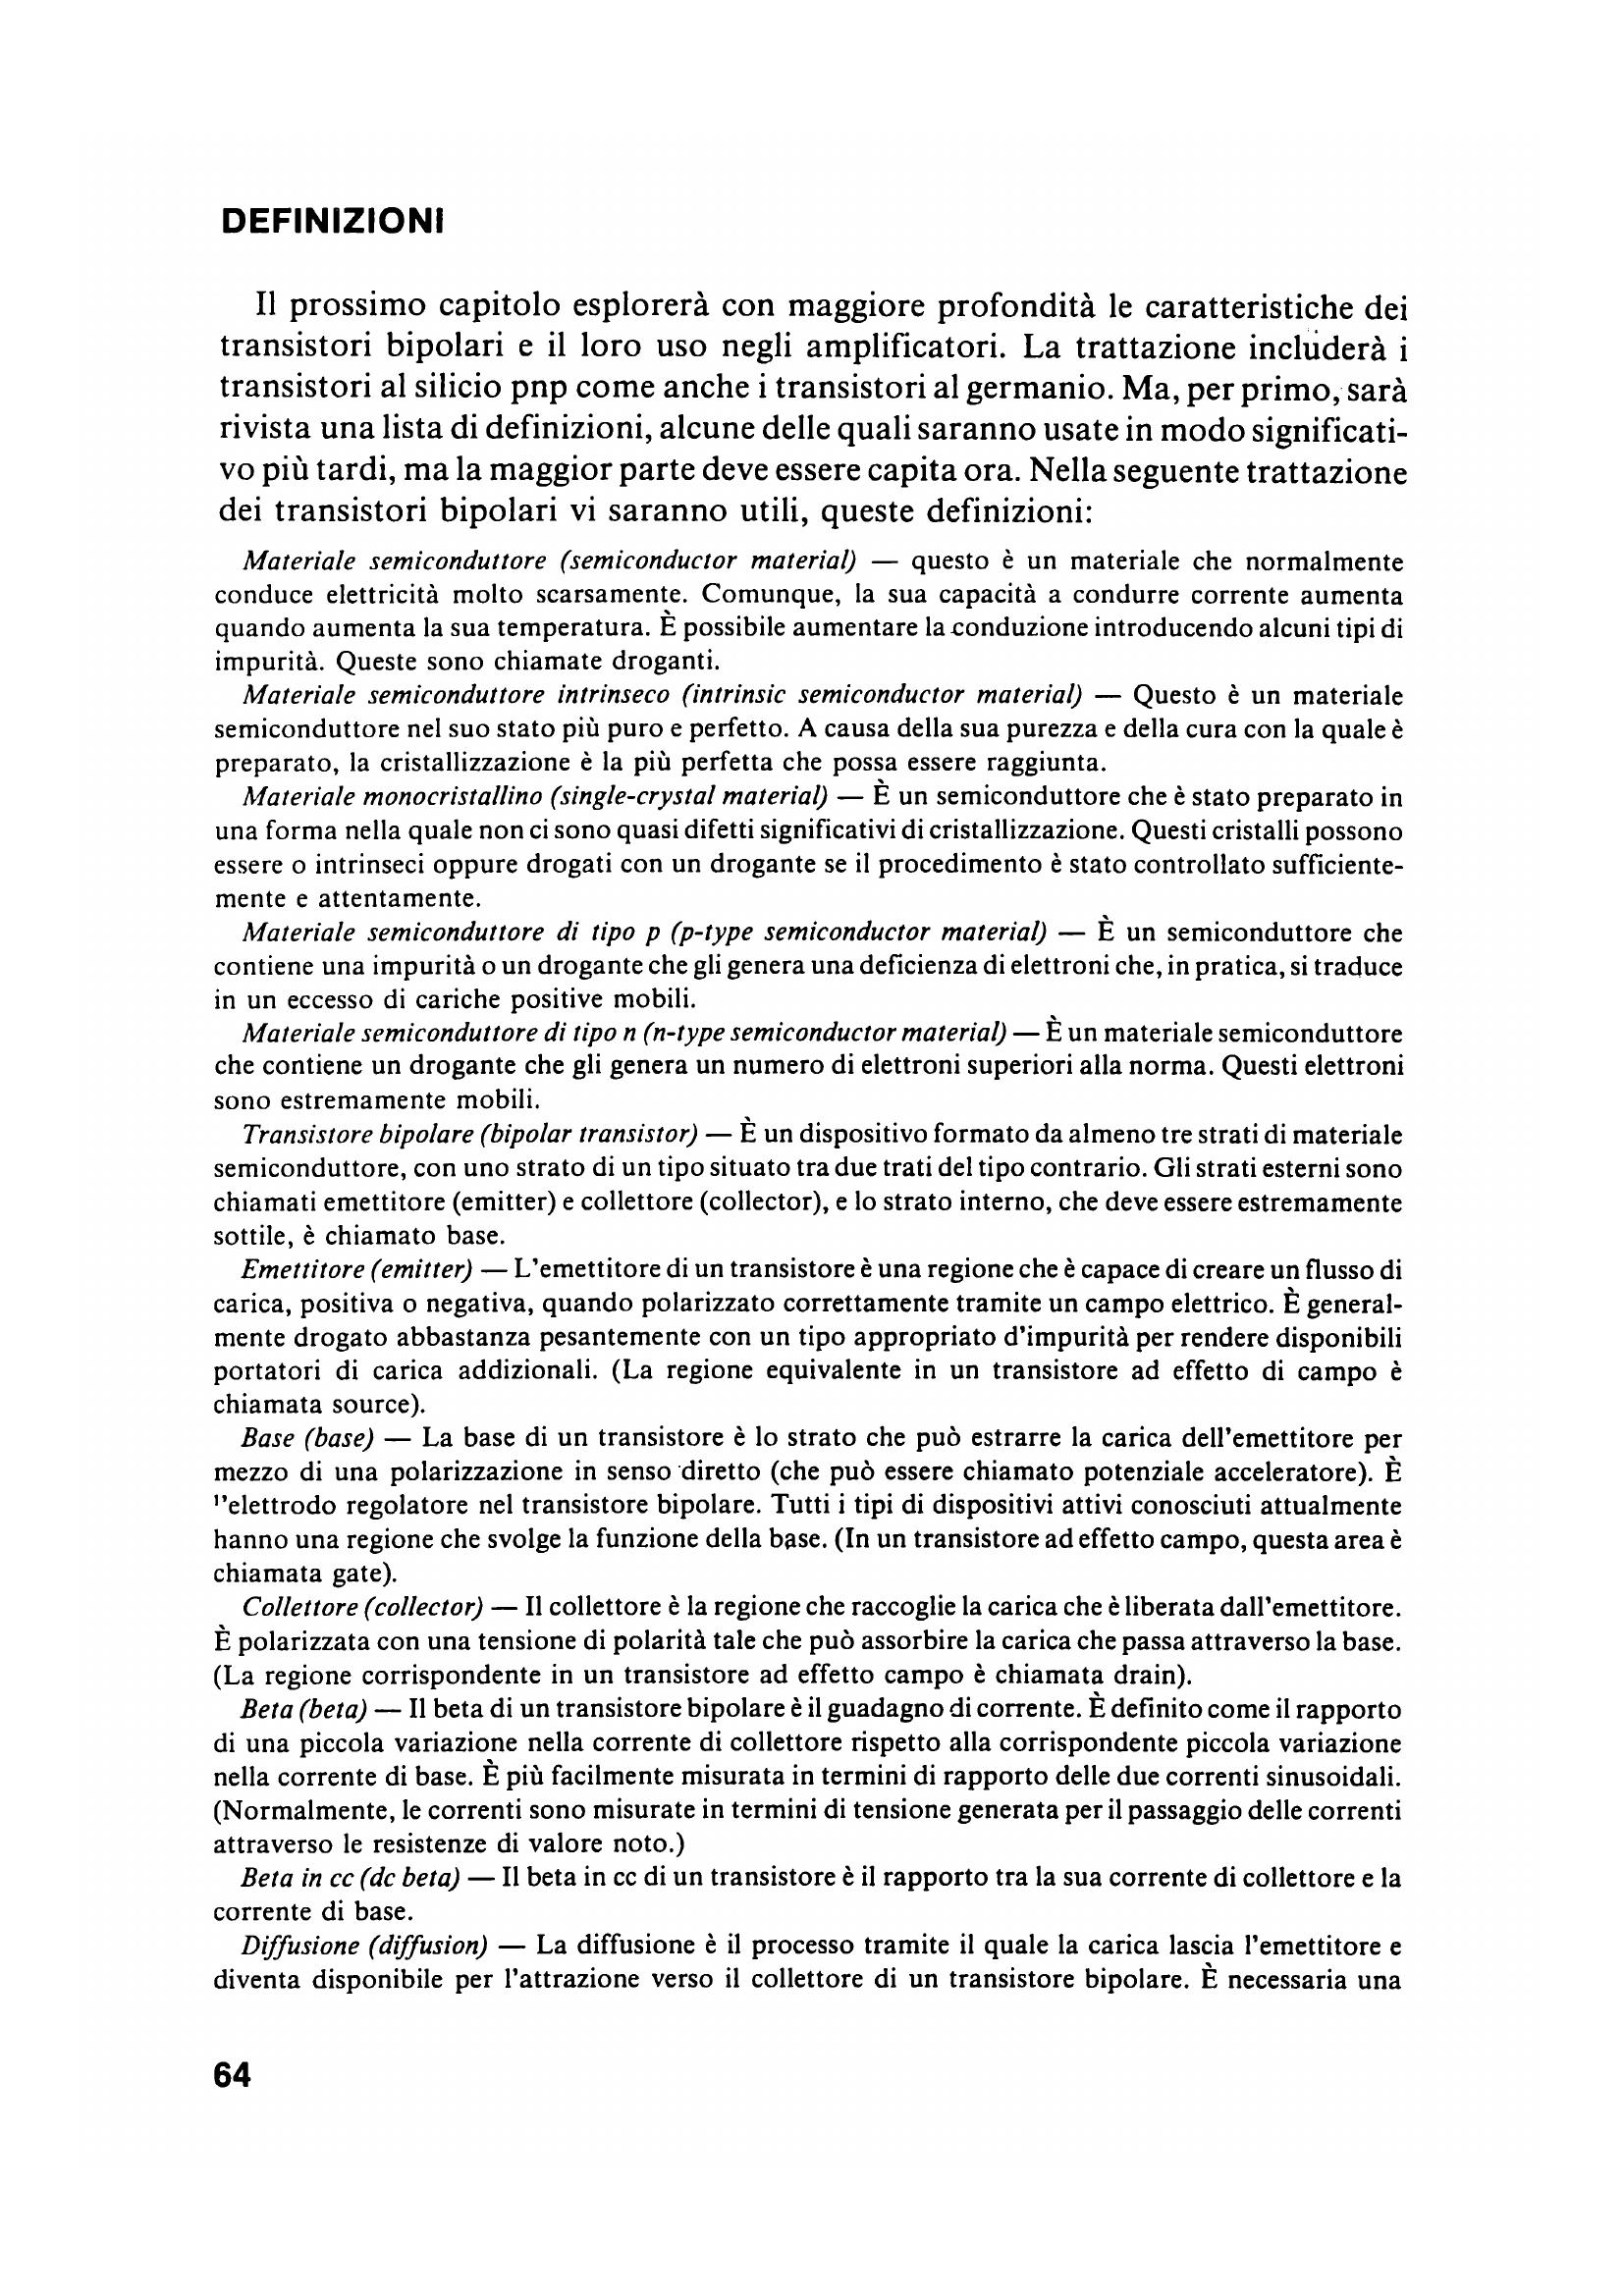 DEFINIZIONI
Il prossimo capitolo esplorerà con maggiore profondità le caratteristiche dei
transistori bipolari e il loro uso negli amplificatori. La trattazione includerà i
transistori al silicio pnp come anche i transistori al germanio. Ma, per primo, sarà
rivista una lista di definizioni, alcune delle quali saranno usate in modo significati-
vo più tardi, ma la maggior parte deve essere capita ora. Nella seguente trattazione
dei transistori bipolari vi saranno utili, queste definizioni:
Materiale semiconduttore (semiconductor material) — questo è un materiale che normalmente
conduce elettricità molto scarsamente. Comunque, la sua capacità a condurre corrente aumenta
quando aumenta la sua temperatura. È possibile aumentare la conduzione introducendo alcuni tipi di
impurità. Queste sono chiamate droganti.
Materiale semiconduttore intrinseco (intrinsic semiconductor material) — Questo è un materiale
semiconduttore nel suo stato più puro e perfetto. A causa della sua purezza e della cura con la quale è
preparato, la cristallizzazione è la più perfetta che possa essere raggiunta.
Materiale monocristallino (single-crystal material) — È un semiconduttore che è stato preparato in
una forma nella quale non ci sono quasi difetti significativi di cristallizzazione. Questi cristalli possono
essere o intrinseci oppure drogati con un drogante se il procedimento è stato controllato sufficiente-
mente e attentamente.
Materiale semiconduttore di tipo p (p-type semiconductor material) — È un semiconduttore che
contiene una impurità o un drogante che gli genera una deficienza di elettroni che, in pratica, si traduce
in un eccesso di cariche positive mobili.
Materiale semiconduttore di tipo n (n-type semiconductor material) — È un materiale semiconduttore
che contiene un drogante che gli genera un numero di elettroni superiori alla norma. Questi elettroni
sono estremamente mobili.
Transistore bipolare (bipolar transistor) — È un dispositivo formato da almeno tre strati di materiale
semiconduttore, con uno strato di un tipo situato tra due trati del tipo contrario. Gli strati esterni sono
chiamati emettitore (emitter) e collettore (collector), e lo strato interno, che deve essere estremamente
sottile, è chiamato base.
Emettitore (emitter) — L'emettitore di un transistore è una regione che è capace di creare un flusso di
carica, positiva o negativa, quando polarizzato correttamente tramite un campo elettrico. È general-
mente drogato abbastanza pesantemente con un tipo appropriato d'impurità per rendere disponibili
portatori di carica addizionali. (La regione equivalente in un transistore ad effetto di campo è
chiamata source).
Base (base) — La base di un transistore è lo strato che può estrarre la carica dell'emettitore per
mezzo di una polarizzazione in senso diretto (che può essere chiamato potenziale acceleratore). È
l'elettrodo regolatore nel transistore bipolare. Tutti i tipi di dispositivi attivi conosciuti attualmente
hanno una regione che svolge la funzione della base. (In un transistore ad effetto campo, questa area è
chiamata gate).
Collettore (collector) — Il collettore è la regione che raccoglie la carica che è liberata dall'emettitore.
È polarizzata con una tensione di polarità tale che può assorbire la carica che passa attraverso la base.
(La regione corrispondente in un transistore ad effetto campo è chiamata drain).
Beta (beta) — Il beta di un transistore bipolare è il guadagno di corrente. È definito come il rapporto
di una piccola variazione nella corrente di collettore rispetto alla corrispondente piccola variazione
nella corrente di base. È più facilmente misurata in termini di rapporto delle due correnti sinusoidali.
(Normalmente, le correnti sono misurate in termini di tensione generata per il passaggio delle correnti
attraverso le resistenze di valore noto.)
Beta in cc (dc beta) — Il beta in cc di un transistore è il rapporto tra la sua corrente di collettore e la
corrente di base.
Diffusione (diffusion) — La diffusione è il processo tramite il quale la carica lascia l'emettitore e
diventa disponibile per l'attrazione verso il collettore di un transistore bipolare. È necessaria una
64